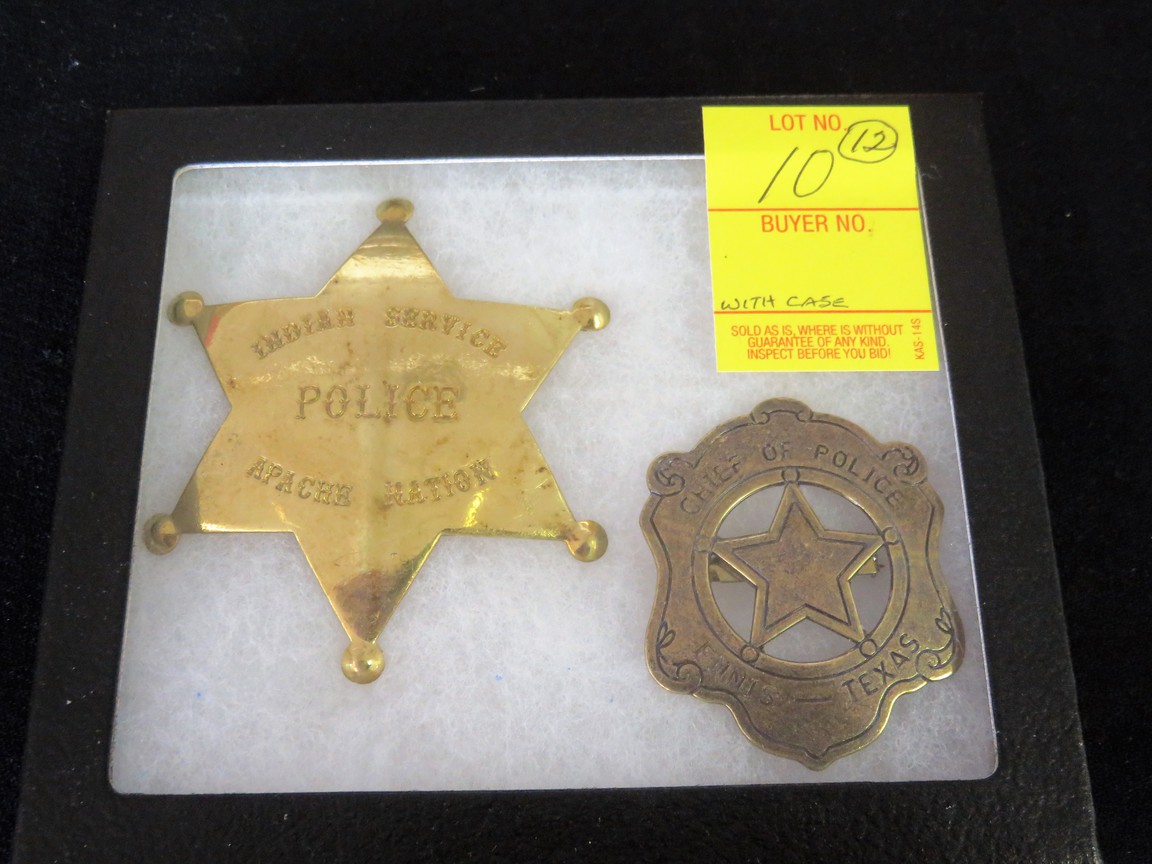 LOT NO.
10 12
BUYER NO.
WITH CASE
SOLD AS IS, WHERE IS WITHOUT
GUARANTEE OF ANY KIND.
INSPECT BEFORE YOU BID!
KAS-14S
INDIAN SERVICE
POLICE
APACHE NATION
CHIEF OF POLICE
TEXAS